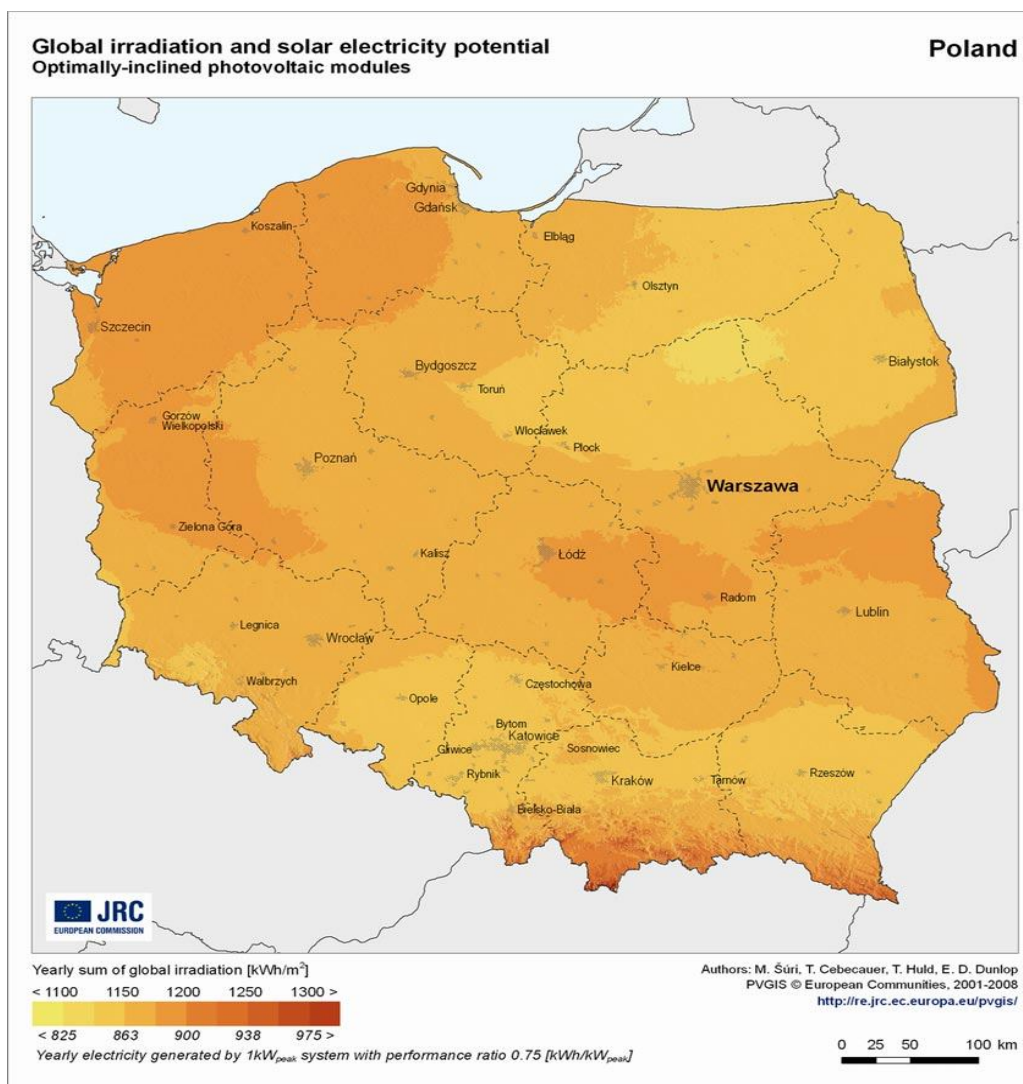 Global irradiation and solar electricity potential
Optimally-inclined photovoltaic modules
Poland
Gdynia
Gdańsk
Koszalin
Elbląg
Olsztyn
Szczecin
Białystok
Bydgoszcz
Toruń
Gorzów
Wielkopolski
Włocławek
Płock
Poznań
Warszawa
Zielona Góra
Kalisz
Łódź
Radom
Lublin
Legnica
Wrocław
Kielce
Wałbrzych
Częstochowa
Opole
Bytom
Katowice
Gliwice
Sosnowiec
Rybnik
Kraków
Tarnów
Rzeszów
Bielsko-Biała
JRC
EUROPEAN COMMISSION
Yearly sum of global irradiation [kWh/m²]
< 1100 1150 1200 1250 1300 >
< 825 863 900 938 975 >
Yearly electricity generated by 1kWpeak system with performance ratio 0.75 [kWh/kWpeak]
Authors: M. Šúri, T. Cebecauer, T. Huld, E. D. Dunlop
PVGIS © European Communities, 2001-2008
http://re.jrc.ec.europa.eu/pvgis/
0 25 50 100 km